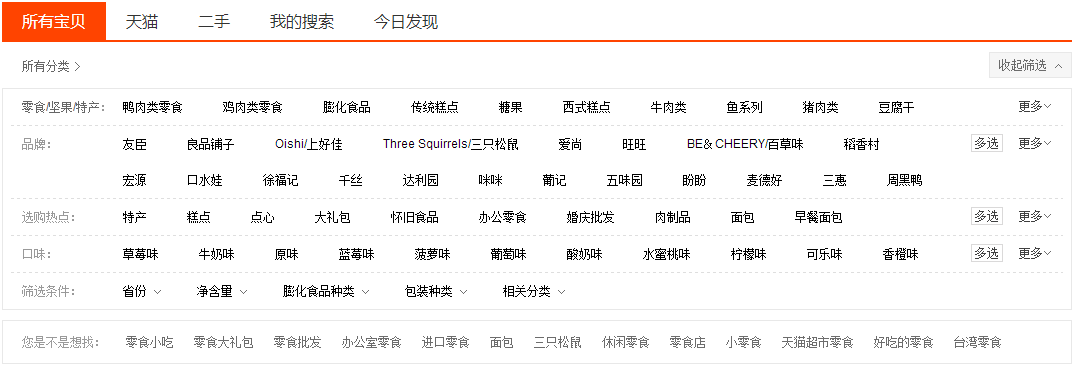 所有宝贝 天猫 二手 我的搜索 今日发现
所有分类 收起筛选
零食/坚果/特产: 鸭肉类零食 鸡肉类零食 膨化食品 传统糕点 糖果 西式糕点 牛肉类 鱼系列 猪肉类 豆腐干 更多
品牌: 友臣 良品铺子 Oishi/上好佳 Three Squirrels/三只松鼠 爱尚 旺旺 BE& CHEERY/百草味 稻香村 多选 更多
宏源 口水娃 徐福记 千丝 达利园 咪咪 葡记 五味园 盼盼 麦德好 三惠 周黑鸭
选购热点: 特产 糕点 点心 大礼包 怀旧食品 办公零食 婚庆批发 肉制品 面包 早餐面包 多选 更多
口味: 草莓味 牛奶味 原味 蓝莓味 菠萝味 葡萄味 酸奶味 水蜜桃味 柠檬味 可乐味 香橙味 多选 更多
筛选条件: 省份 净含量 膨化食品种类 包装种类 相关分类
您是不是想找: 零食小吃 零食大礼包 零食批发 办公室零食 进口零食 面包 三只松鼠 休闲零食 零食店 小零食 天猫超市零食 好吃的零食 台湾零食